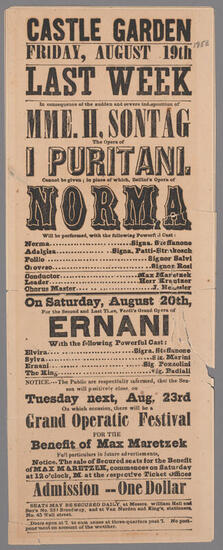 CASTLE GARDEN
FRIDAY, AUGUST 19th
LAST WEEK
In consequence of the sudden and severe indisposition of
MME. H. SONTAG
The Opera of
I PURITANI,
Cannot be given; in place of which, Bellini's Opera of
NORMA
Will be performed, with the following Powerful Cast:
Norma Signa. Steffanone
Adalgisa Signa. Patti-Strakosch
Pollio Signor Salvi
Oroveso Signor Rosi
Conductor Max Maretzek
Leader Herr Kreutzer
Chorus Master
On Saturday, August 20th,
For the Second and Last Time, Verdi's Grand Opera of
ERNANI
With the following Powerful Cast:
Elvira Sig. Steffanone
Sylva Sig. Marini
Ernani Sig. Pozzolini
The King Sig. Badiali
NOTICE.---The Public are respectfully informed, that the Sea-
son will positively close, on
Tuesday next, Aug. 23rd
On which occasion, there will be a
Grand Operatic Festival
FOR THE
Benefit of Max Maretzek
Full particulars in future advertisements,
Notice. The sale of Secured Seats for the Benefit
of MAX MARETZEK, commences on Saturday
at 12 o'clock, M. at the respective Ticket Offices
Admission One Dollar
SEATS MAY BE SECURED DAILY, at Messrs. William Hall and
Son's No. 239 Broadway, and at Van Norden and King's, stationers,
No. 45 Wall street.
Doors open at 7, to commence at three-quarters past 7. No post-
ponement on account of the weather.